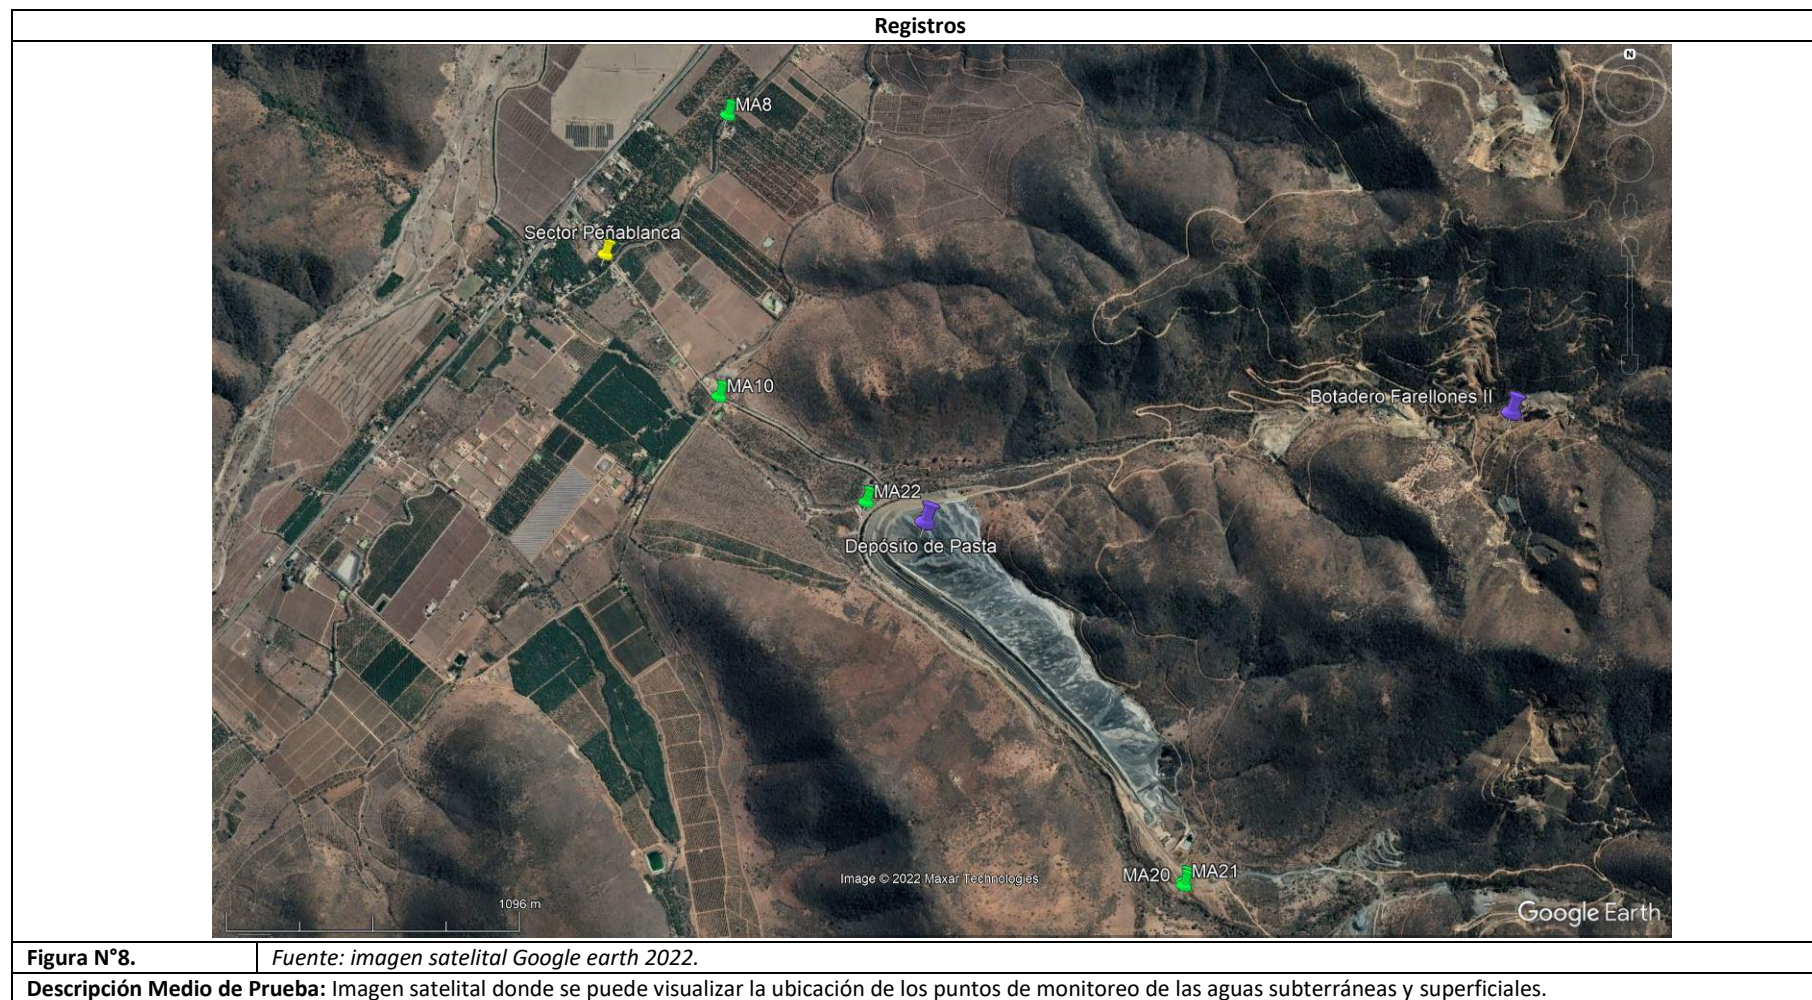 Registros
N
MA8
Sector Peñablanca
MA10
Botadero Farellones II
MA22
Depósito de Pasta
MA20 MA21
Image © 2022 Maxar Technologies
1096 m
Google Earth
Figura N°8. Fuente: imagen satelital Google earth 2022.
Descripción Medio de Prueba: Imagen satelital donde se puede visualizar la ubicación de los puntos de monitoreo de las aguas subterráneas y superficiales.